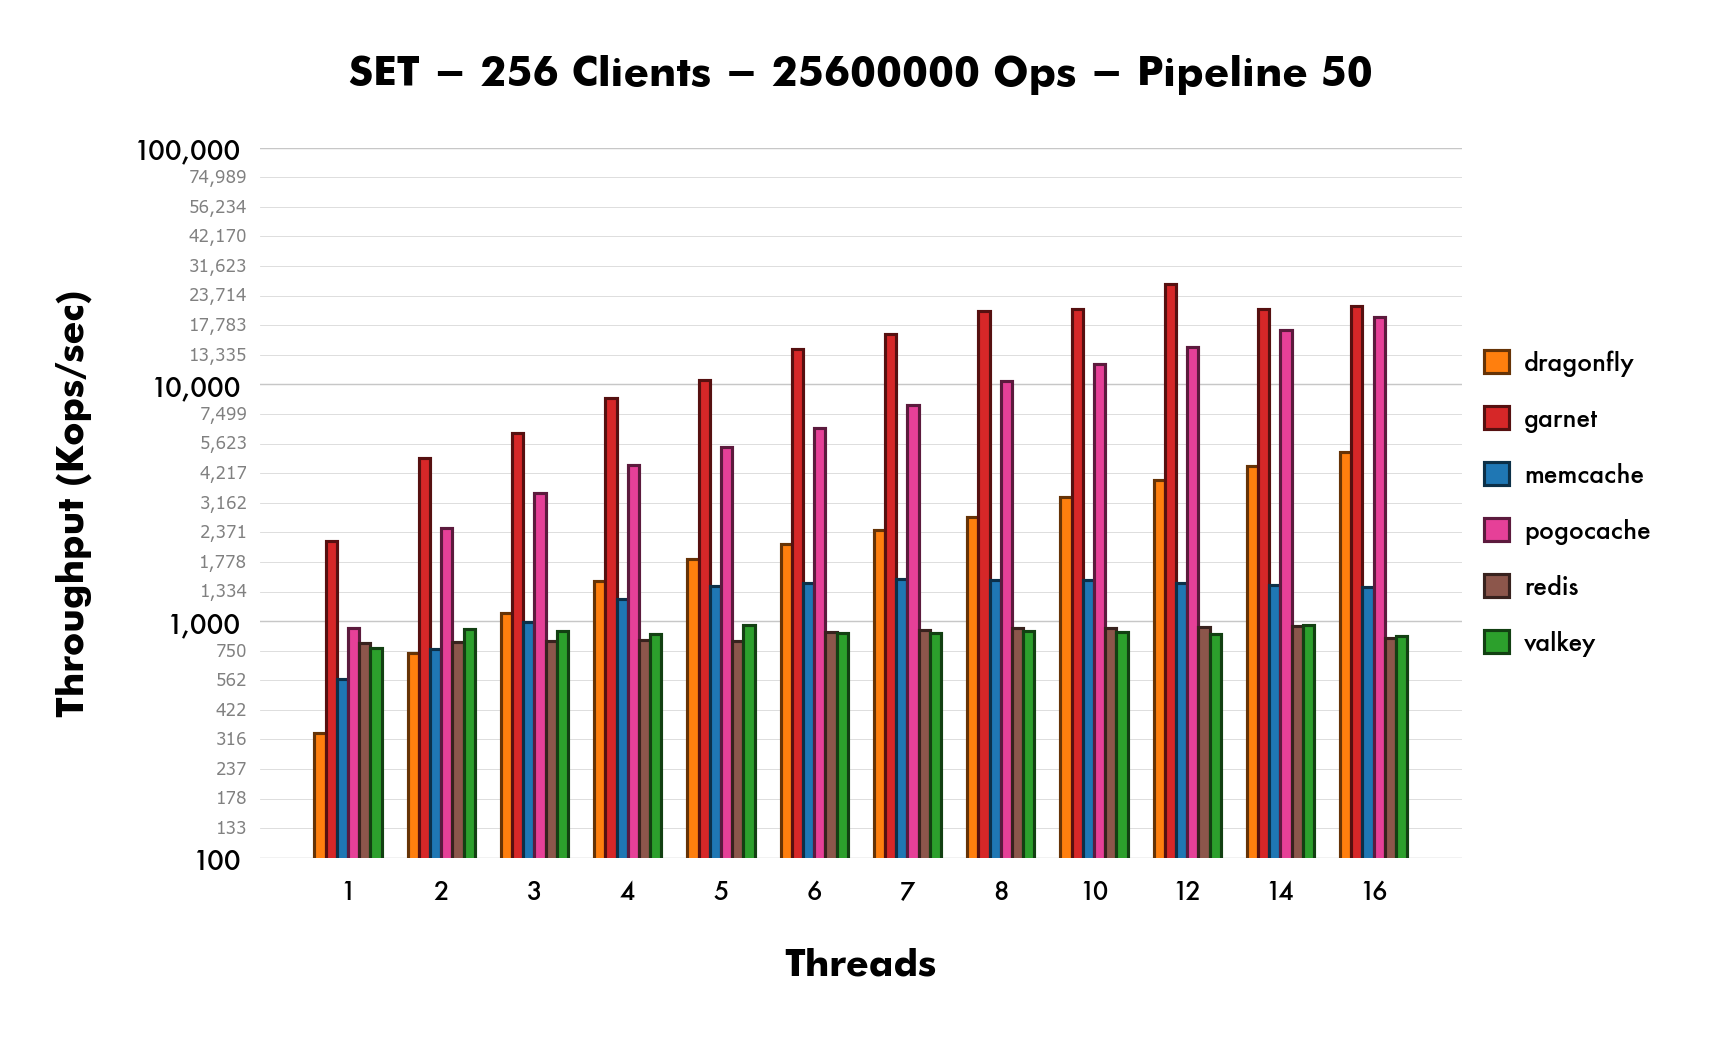 SET – 256 Clients – 25600000 Ops – Pipeline 50
Throughput (Kops/sec)
100,000
74,989
56,234
42,170
31,623
23,714
17,783
13,335
10,000
7,499
5,623
4,217
3,162
2,371
1,778
1,334
1,000
750
562
422
316
237
178
133
100
1 2 3 4 5 6 7 8 10 12 14 16
Threads
dragonfly
garnet
memcache
pogocache
redis
valkey